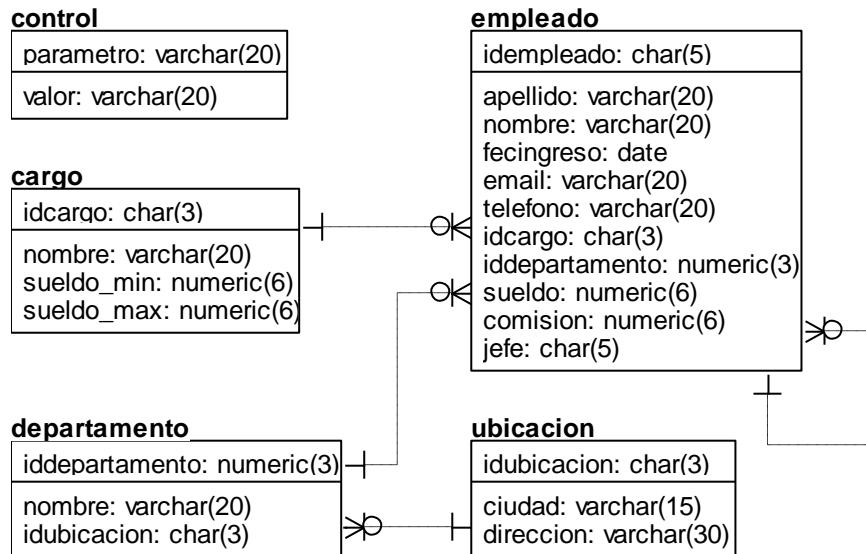 control
parametro: varchar(20)
valor: varchar(20)
cargo
idcargo: char(3)
nombre: varchar(20)
sueldo_min: numeric(6)
sueldo_max: numeric(6)
departamento
iddepartamento: numeric(3)
nombre: varchar(20)
idubicacion: char(3)
empleado
idempleado: char(5)
apellido: varchar(20)
nombre: varchar(20)
fecingreso: date
email: varchar(20)
telefono: varchar(20)
idcargo: char(3)
iddepartamento: numeric(3)
sueldo: numeric(6)
comision: numeric(6)
jefe: char(5)
ubicacion
idubicacion: char(3)
ciudad: varchar(15)
direccion: varchar(30)